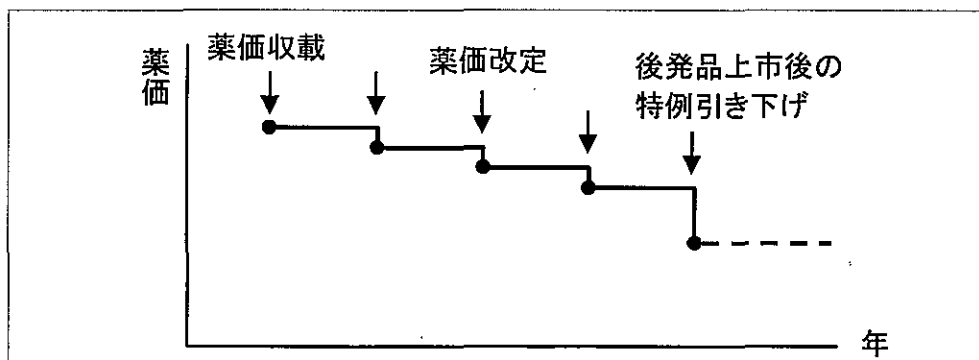 薬価
薬価収載
薬価改定
後発品上市後の
特例引き下げ
年